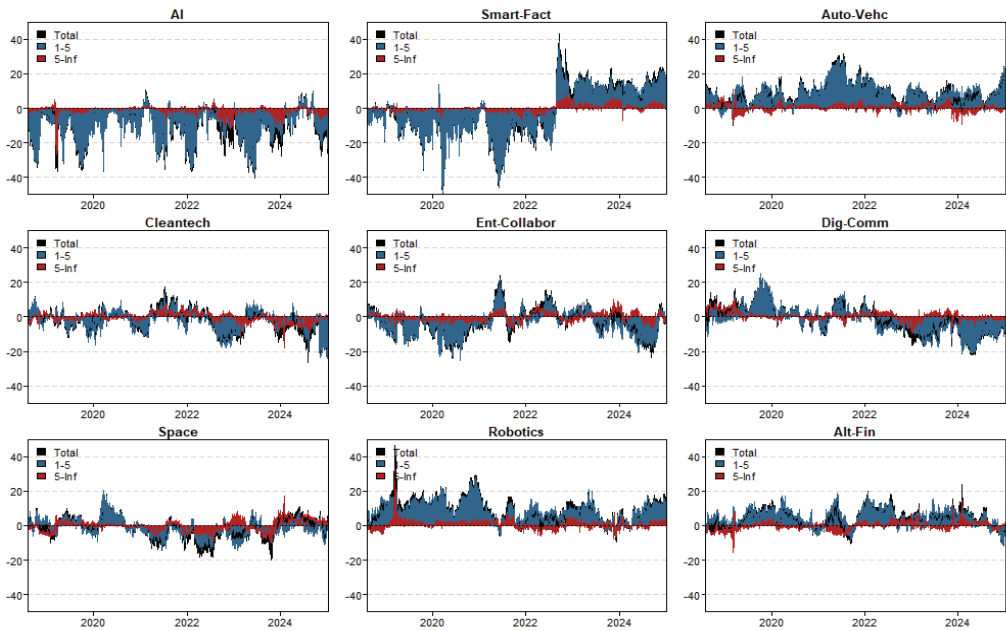 AI
40
20
0
-20
-40
Total
1-5
5-Inf
2020 2022 2024
Smart-Fact
40
20
0
-20
-40
Total
1-5
5-Inf
2020 2022 2024
Auto-Vehc
40
20
0
-20
-40
Total
1-5
5-Inf
2020 2022 2024
Cleantech
40
20
0
-20
-40
Total
1-5
5-Inf
2020 2022 2024
Ent-Collabor
40
20
0
-20
-40
Total
1-5
5-Inf
2020 2022 2024
Dig-Comm
40
20
0
-20
-40
Total
1-5
5-Inf
2020 2022 2024
Space
40
20
0
-20
-40
Total
1-5
5-Inf
2020 2022 2024
Robotics
40
20
0
-20
-40
Total
1-5
5-Inf
2020 2022 2024
Alt-Fin
40
20
0
-20
-40
Total
1-5
5-Inf
2020 2022 2024